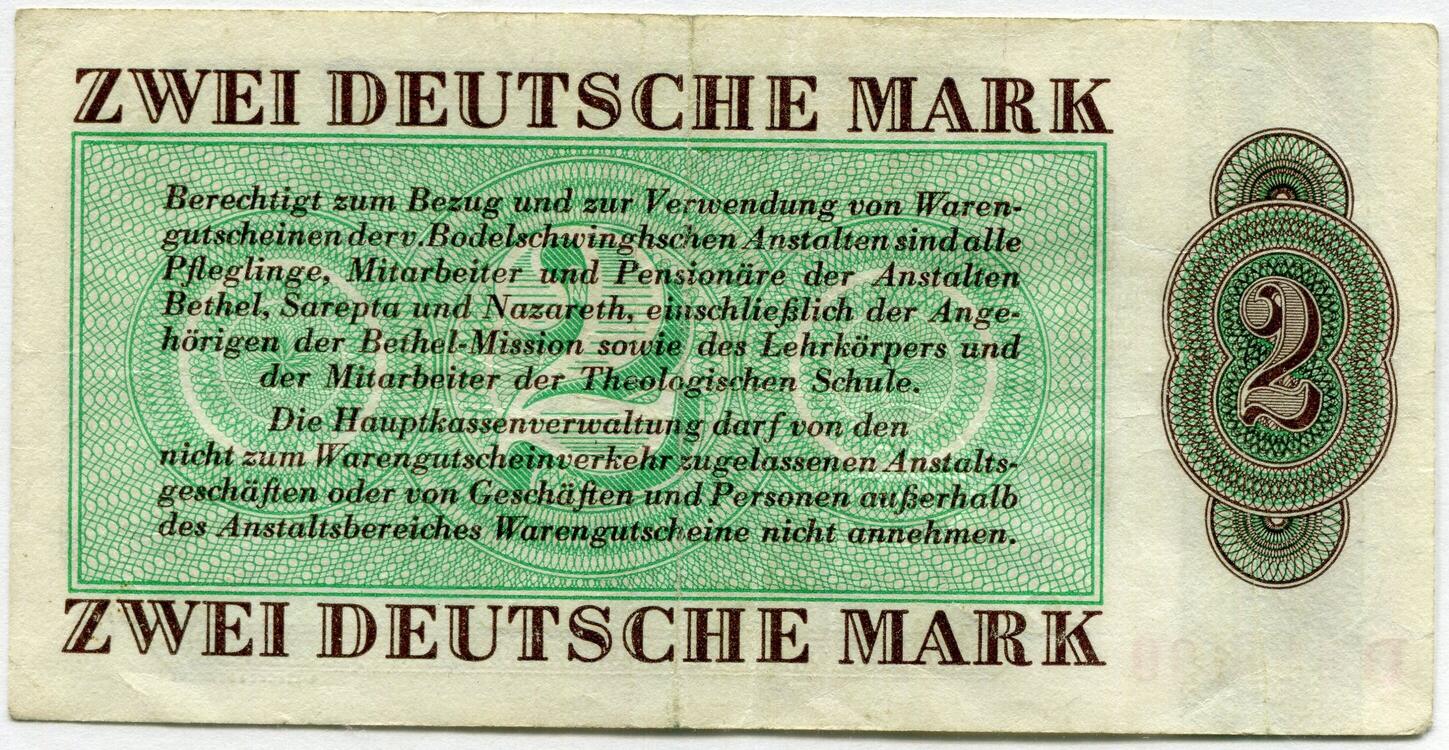 ZWEI DEUTSCHE MARK
Berechtigt zum Bezug und zur Verwendung von Waren-
gutscheinen der v. Bodelschwinghschen Anstalten sind alle
Pfleglinge, Mitarbeiter und Pensionäre der Anstalten
Bethel, Sarepta und Nazareth, einschließlich der Ange-
hörigen der Bethel-Mission sowie des Lehrkörpers und
der Mitarbeiter der Theologischen Schule.
Die Hauptkassenverwaltung darf von den
nicht zum Warengutscheinverkehr zugelassenen Anstalts-
geschäften oder von Geschäften und Personen außerhalb
des Anstaltsbereiches Warengutscheine nicht annehmen.
2
2
ZWEI DEUTSCHE MARK